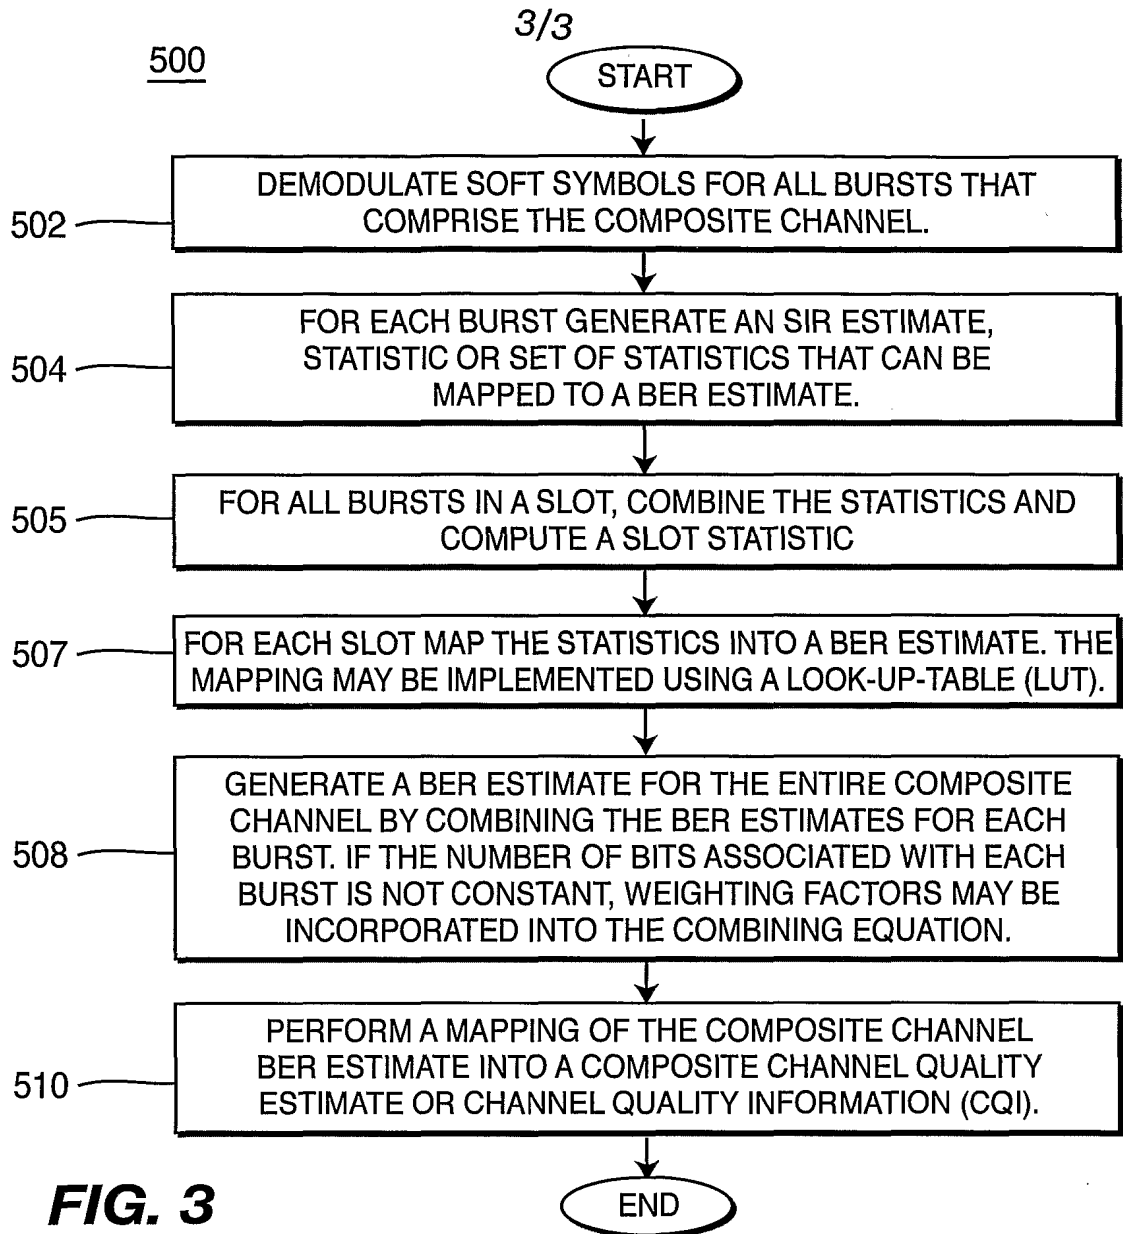 3/3
500
START
DEMODULATE SOFT SYMBOLS FOR ALL BURSTS THAT
COMPRISE THE COMPOSITE CHANNEL.
502
FOR EACH BURST GENERATE AN SIR ESTIMATE,
STATISTIC OR SET OF STATISTICS THAT CAN BE
MAPPED TO A BER ESTIMATE.
504
FOR ALL BURSTS IN A SLOT, COMBINE THE STATISTICS AND
COMPUTE A SLOT STATISTIC
505
FOR EACH SLOT MAP THE STATISTICS INTO A BER ESTIMATE. THE
MAPPING MAY BE IMPLEMENTED USING A LOOK-UP-TABLE (LUT).
507
GENERATE A BER ESTIMATE FOR THE ENTIRE COMPOSITE
CHANNEL BY COMBINING THE BER ESTIMATES FOR EACH
BURST. IF THE NUMBER OF BITS ASSOCIATED WITH EACH
BURST IS NOT CONSTANT, WEIGHTING FACTORS MAY BE
INCORPORATED INTO THE COMBINING EQUATION.
508
PERFORM A MAPPING OF THE COMPOSITE CHANNEL
BER ESTIMATE INTO A COMPOSITE CHANNEL QUALITY
ESTIMATE OR CHANNEL QUALITY INFORMATION (CQI).
510
END
FIG. 3